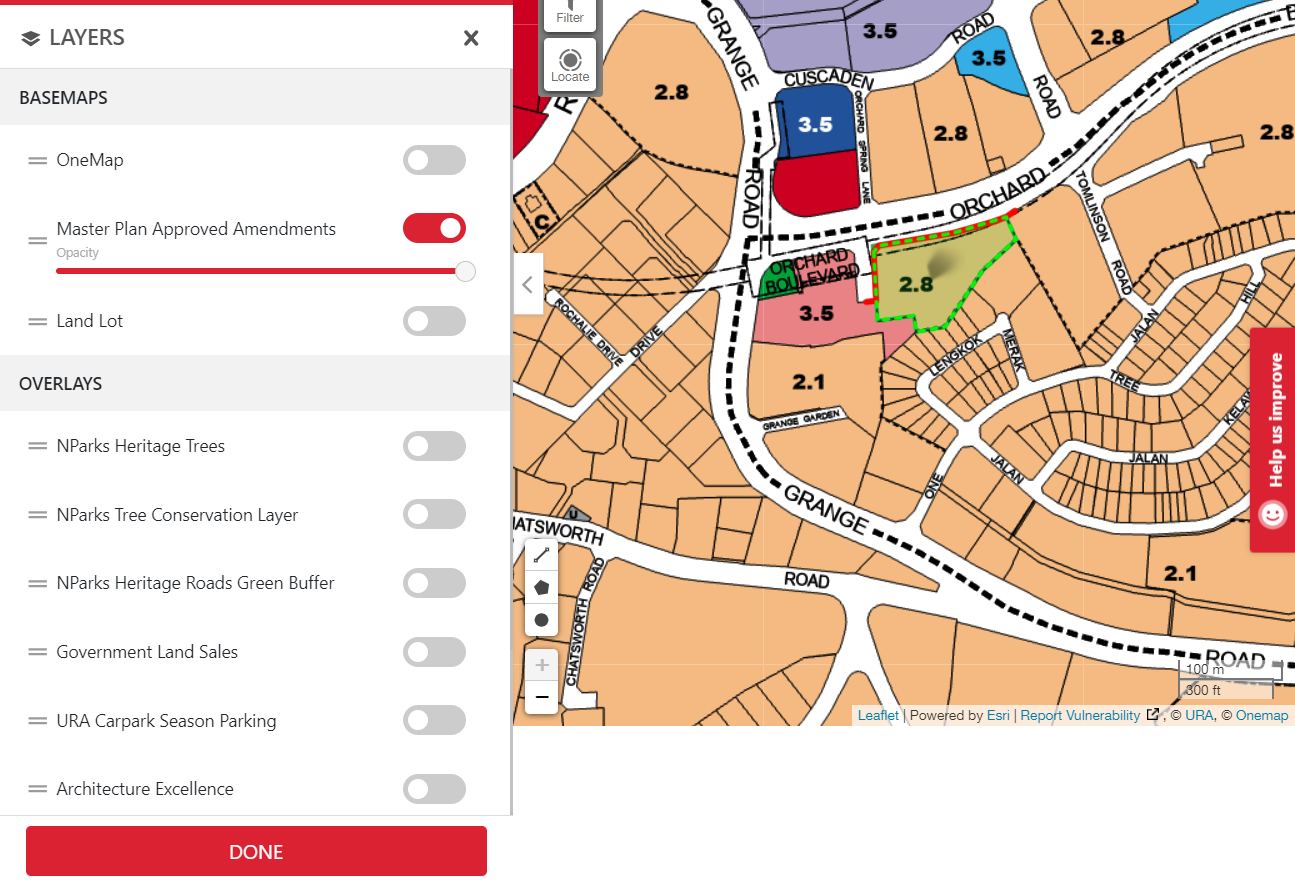 LAYERS
BASEMAPS
OneMap
Master Plan Approved Amendments
Opacity
Land Lot
OVERLAYS
NParks Heritage Trees
NParks Tree Conservation Layer
NParks Heritage Roads Green Buffer
Government Land Sales
URA Carpark Season Parking
Architecture Excellence
DONE
Filter
Locate
GRANGE
ROAD
3.5
ROAD
2.8
3.5
2.8
CUSCADEN
ROAD
3.5
ORCHARD SPRING LANE
2.8
2.8
C
ORCHARD
TOMLINSON
ROAD
ORCHARD
BOULEVARD
2.8
3.5
ROCHALIE DRIVE
DRIVE
LENGKOK
MERAK
JALAN
HILL
TREE
2.1
GRANGE GARDEN
JALAN
JALAN
ONE
GRANGE
U
ROAD
CHATSWORTH ROAD
2.1
ROAD
100 m
300 ft
Help us improve
Leaflet | Powered by Esri | Report Vulnerability , © URA, © Onemap